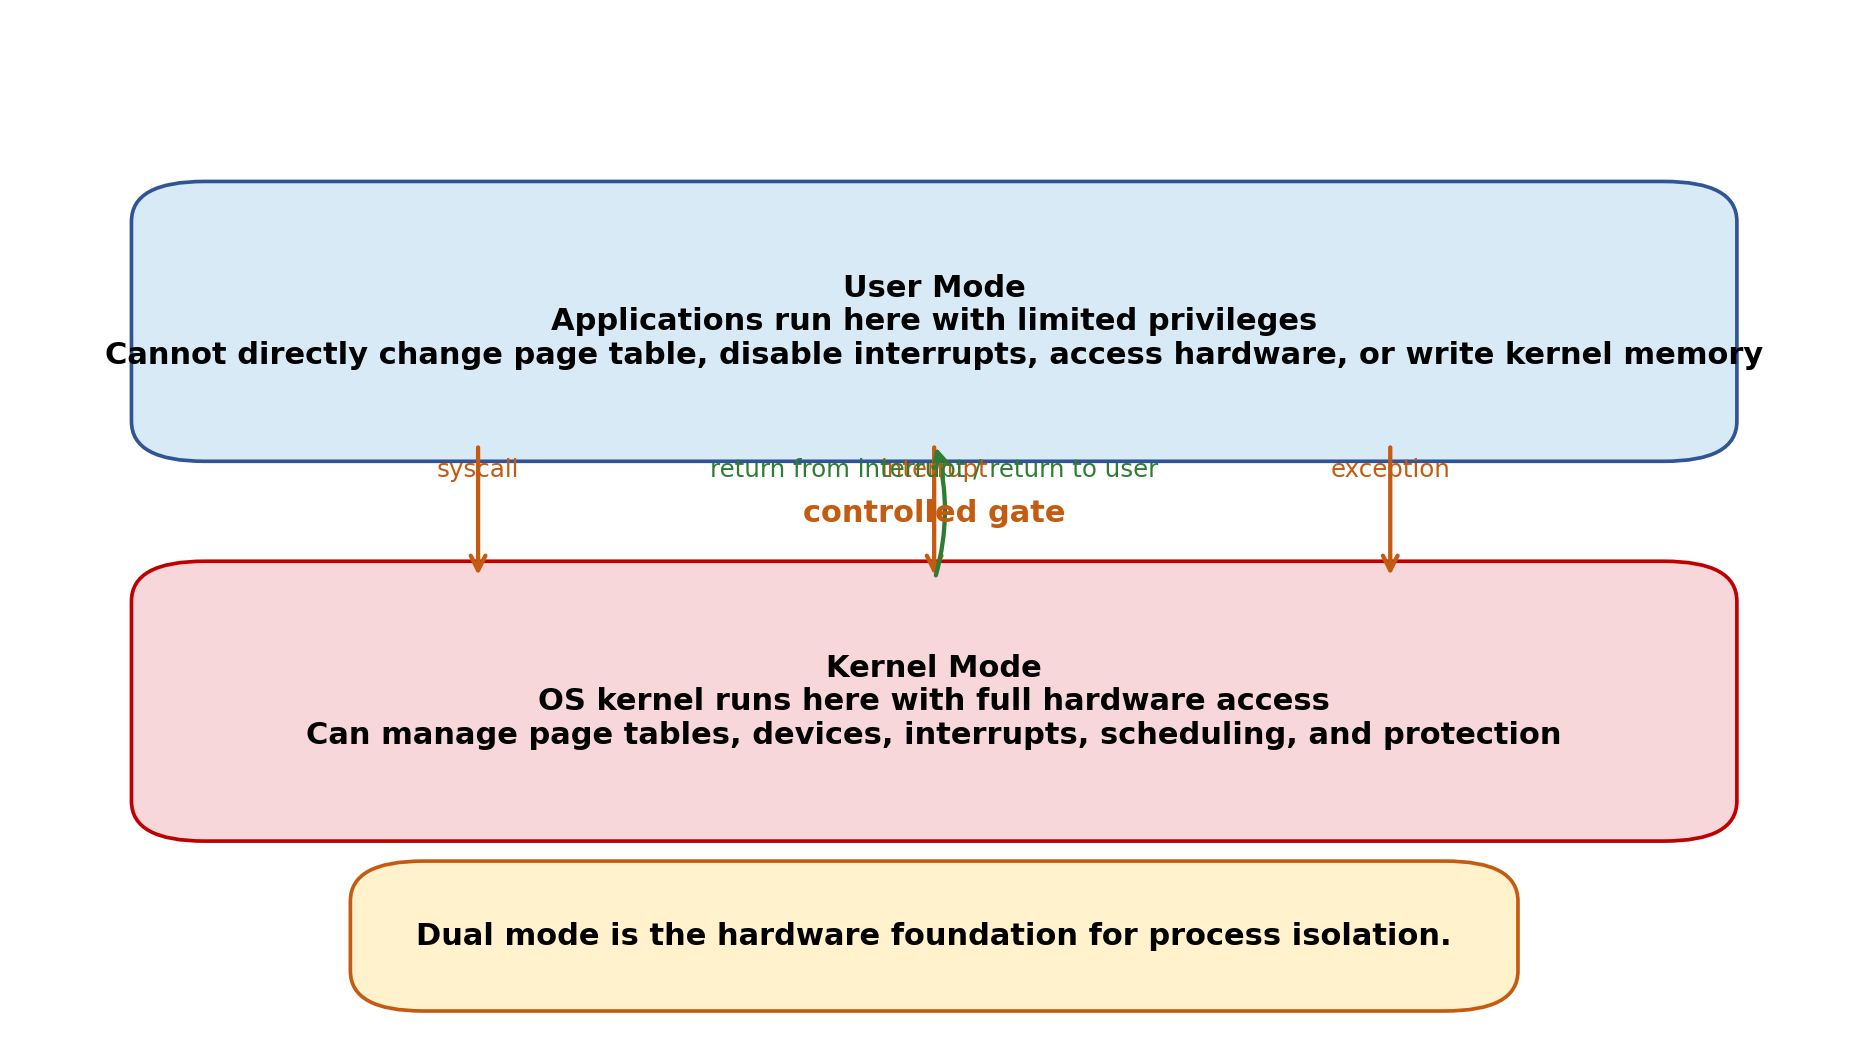 User Mode
Applications run here with limited privileges
Cannot directly change page table, disable interrupts, access hardware, or write kernel memory
syscall
return from interrupt / return to user
interrupt
exception
controlled gate
Kernel Mode
OS kernel runs here with full hardware access
Can manage page tables, devices, interrupts, scheduling, and protection
Dual mode is the hardware foundation for process isolation.